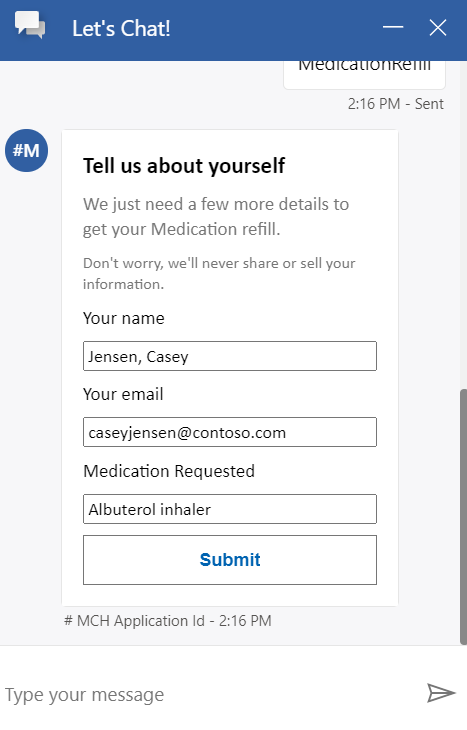 Let's Chat!
MedicationRefill
2:16 PM - Sent
#M
Tell us about yourself
We just need a few more details to
get your Medication refill.
Don't worry, we'll never share or sell your
information.
Your name
Jensen, Casey
Your email
caseyjensen@contoso.com
Medication Requested
Albuterol inhaler
Submit
# MCH Application Id - 2:16 PM
Type your message